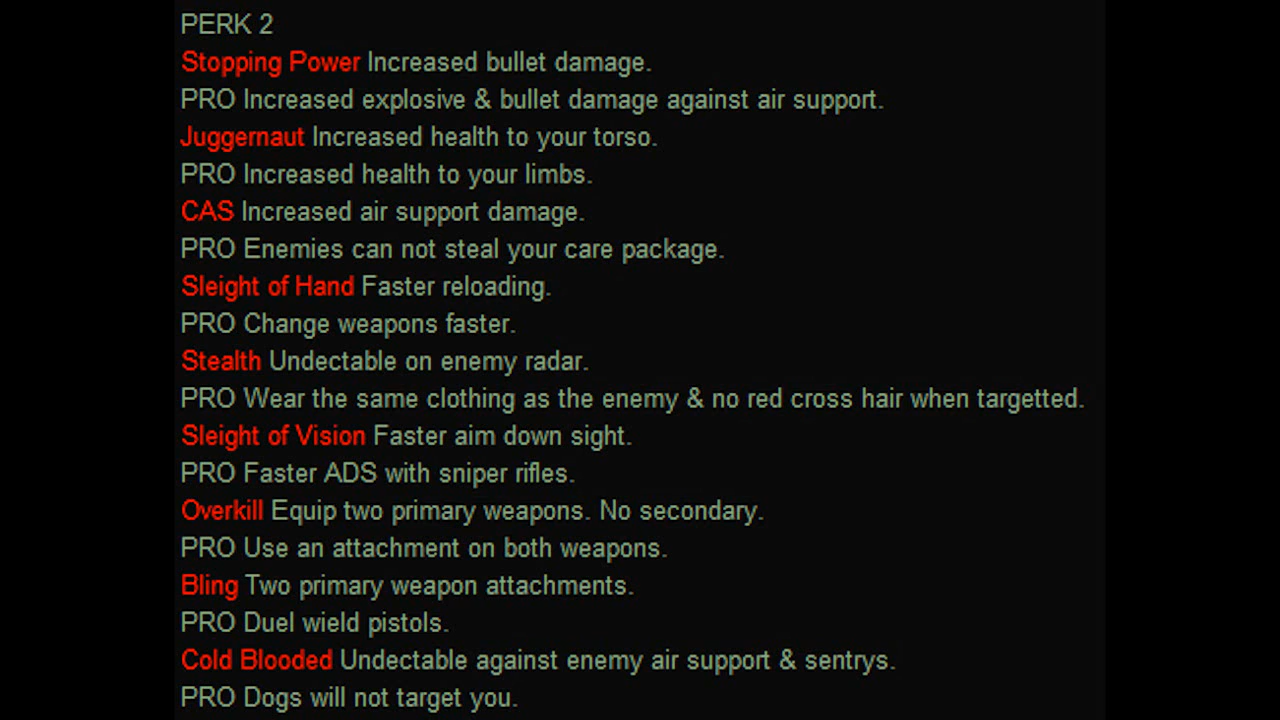 PERK 2
Stopping Power Increased bullet damage.
PRO Increased explosive & bullet damage against air support.
Juggernaut Increased health to your torso.
PRO Increased health to your limbs.
CAS Increased air support damage.
PRO Enemies can not steal your care package.
Sleight of Hand Faster reloading.
PRO Change weapons faster.
Stealth Undectable on enemy radar.
PRO Wear the same clothing as the enemy & no red cross hair when targetted.
Sleight of Vision Faster aim down sight.
PRO Faster ADS with sniper rifles.
Overkill Equip two primary weapons. No secondary.
PRO Use an attachment on both weapons.
Bling Two primary weapon attachments.
PRO Duel wield pistols.
Cold Blooded Undectable against enemy air support & sentrys.
PRO Dogs will not target you.